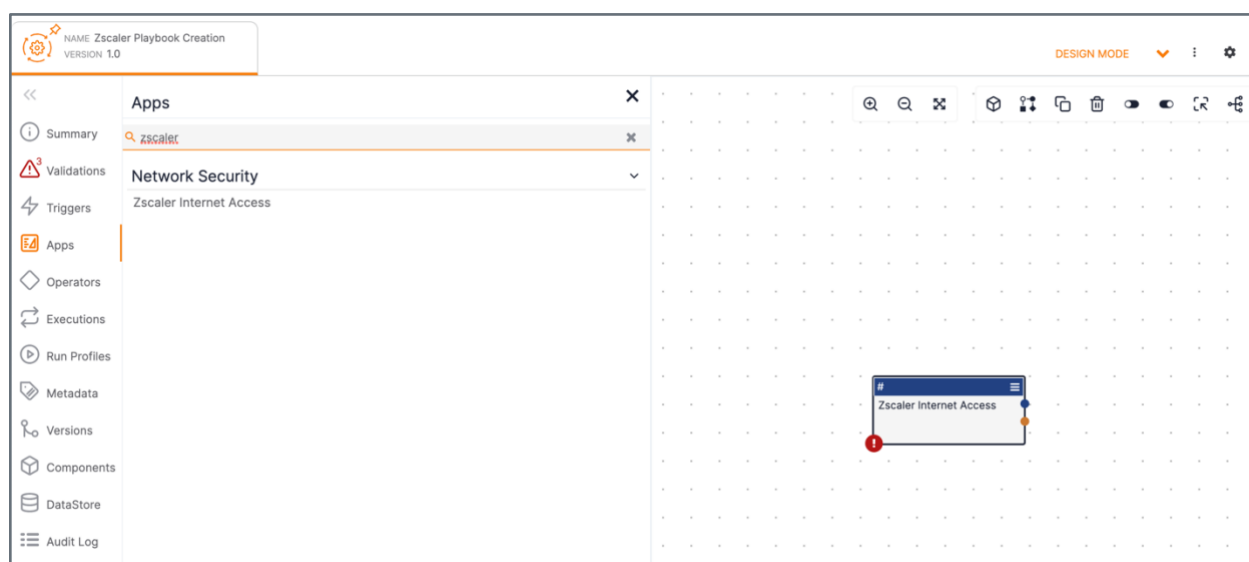 NAME Zscaler Playbook Creation
VERSION 1.0
DESIGN MODE
Summary
3
Validations
Triggers
Apps
Operators
Executions
Run Profiles
Metadata
Versions
Components
DataStore
Audit Log
Apps
zscaler
Network Security
Zscaler Internet Access
#
Zscaler Internet Access